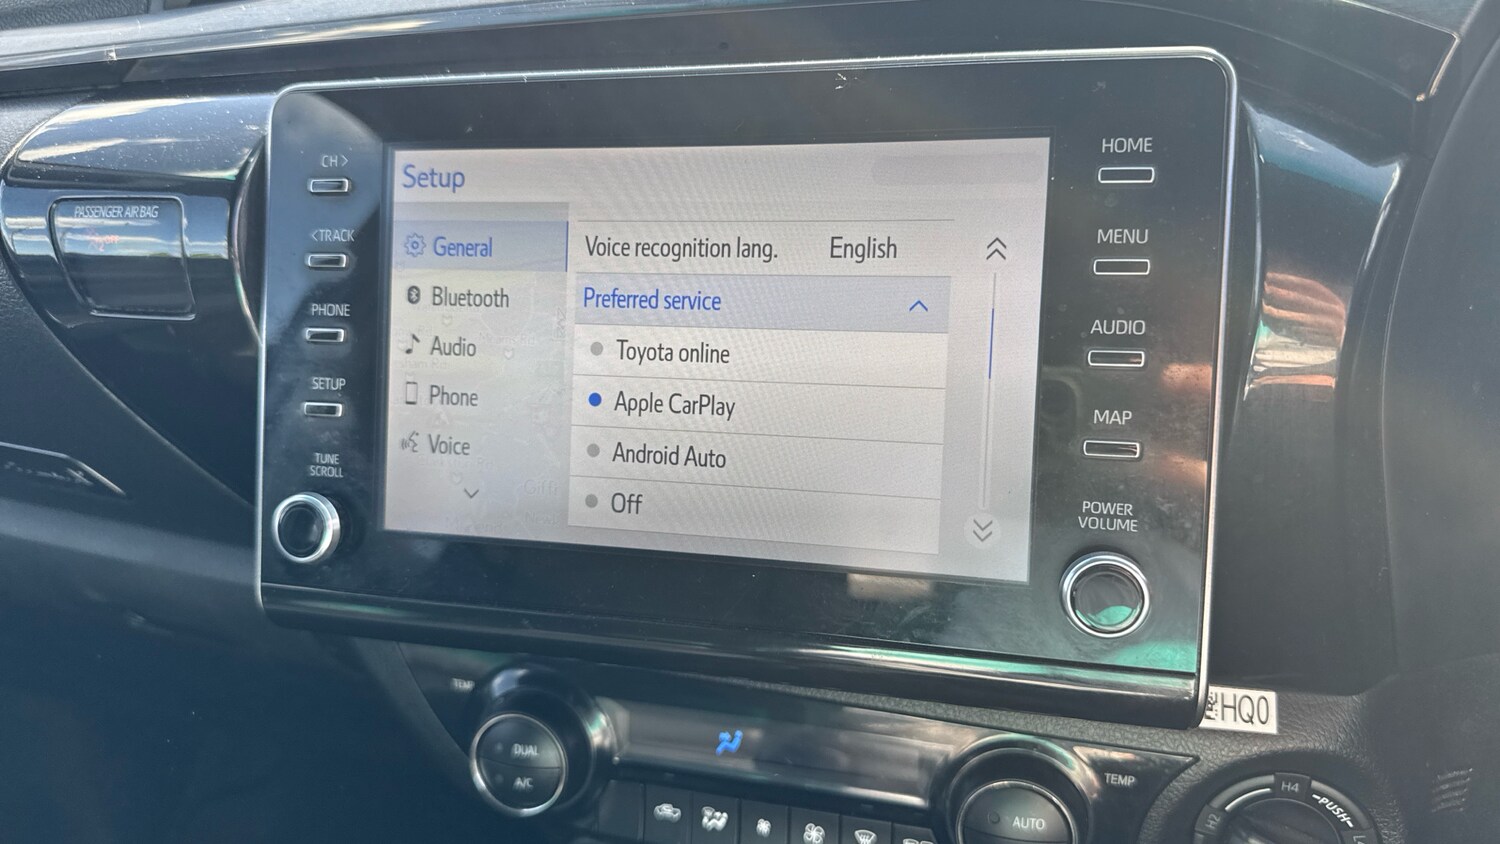 PASSENGER AIR BAG
CH >
< TRACK
PHONE
SETUP
TUNE
SCROLL
Setup
General
Bluetooth
Audio
Phone
Voice
Voice recognition lang. English
Preferred service
Toyota online
Apple CarPlay
Android Auto
Off
HOME
MENU
AUDIO
MAP
POWER
VOLUME
HQ0
TEMP
DUAL
A/C
TEMP
AUTO
H2
H4
PUSH